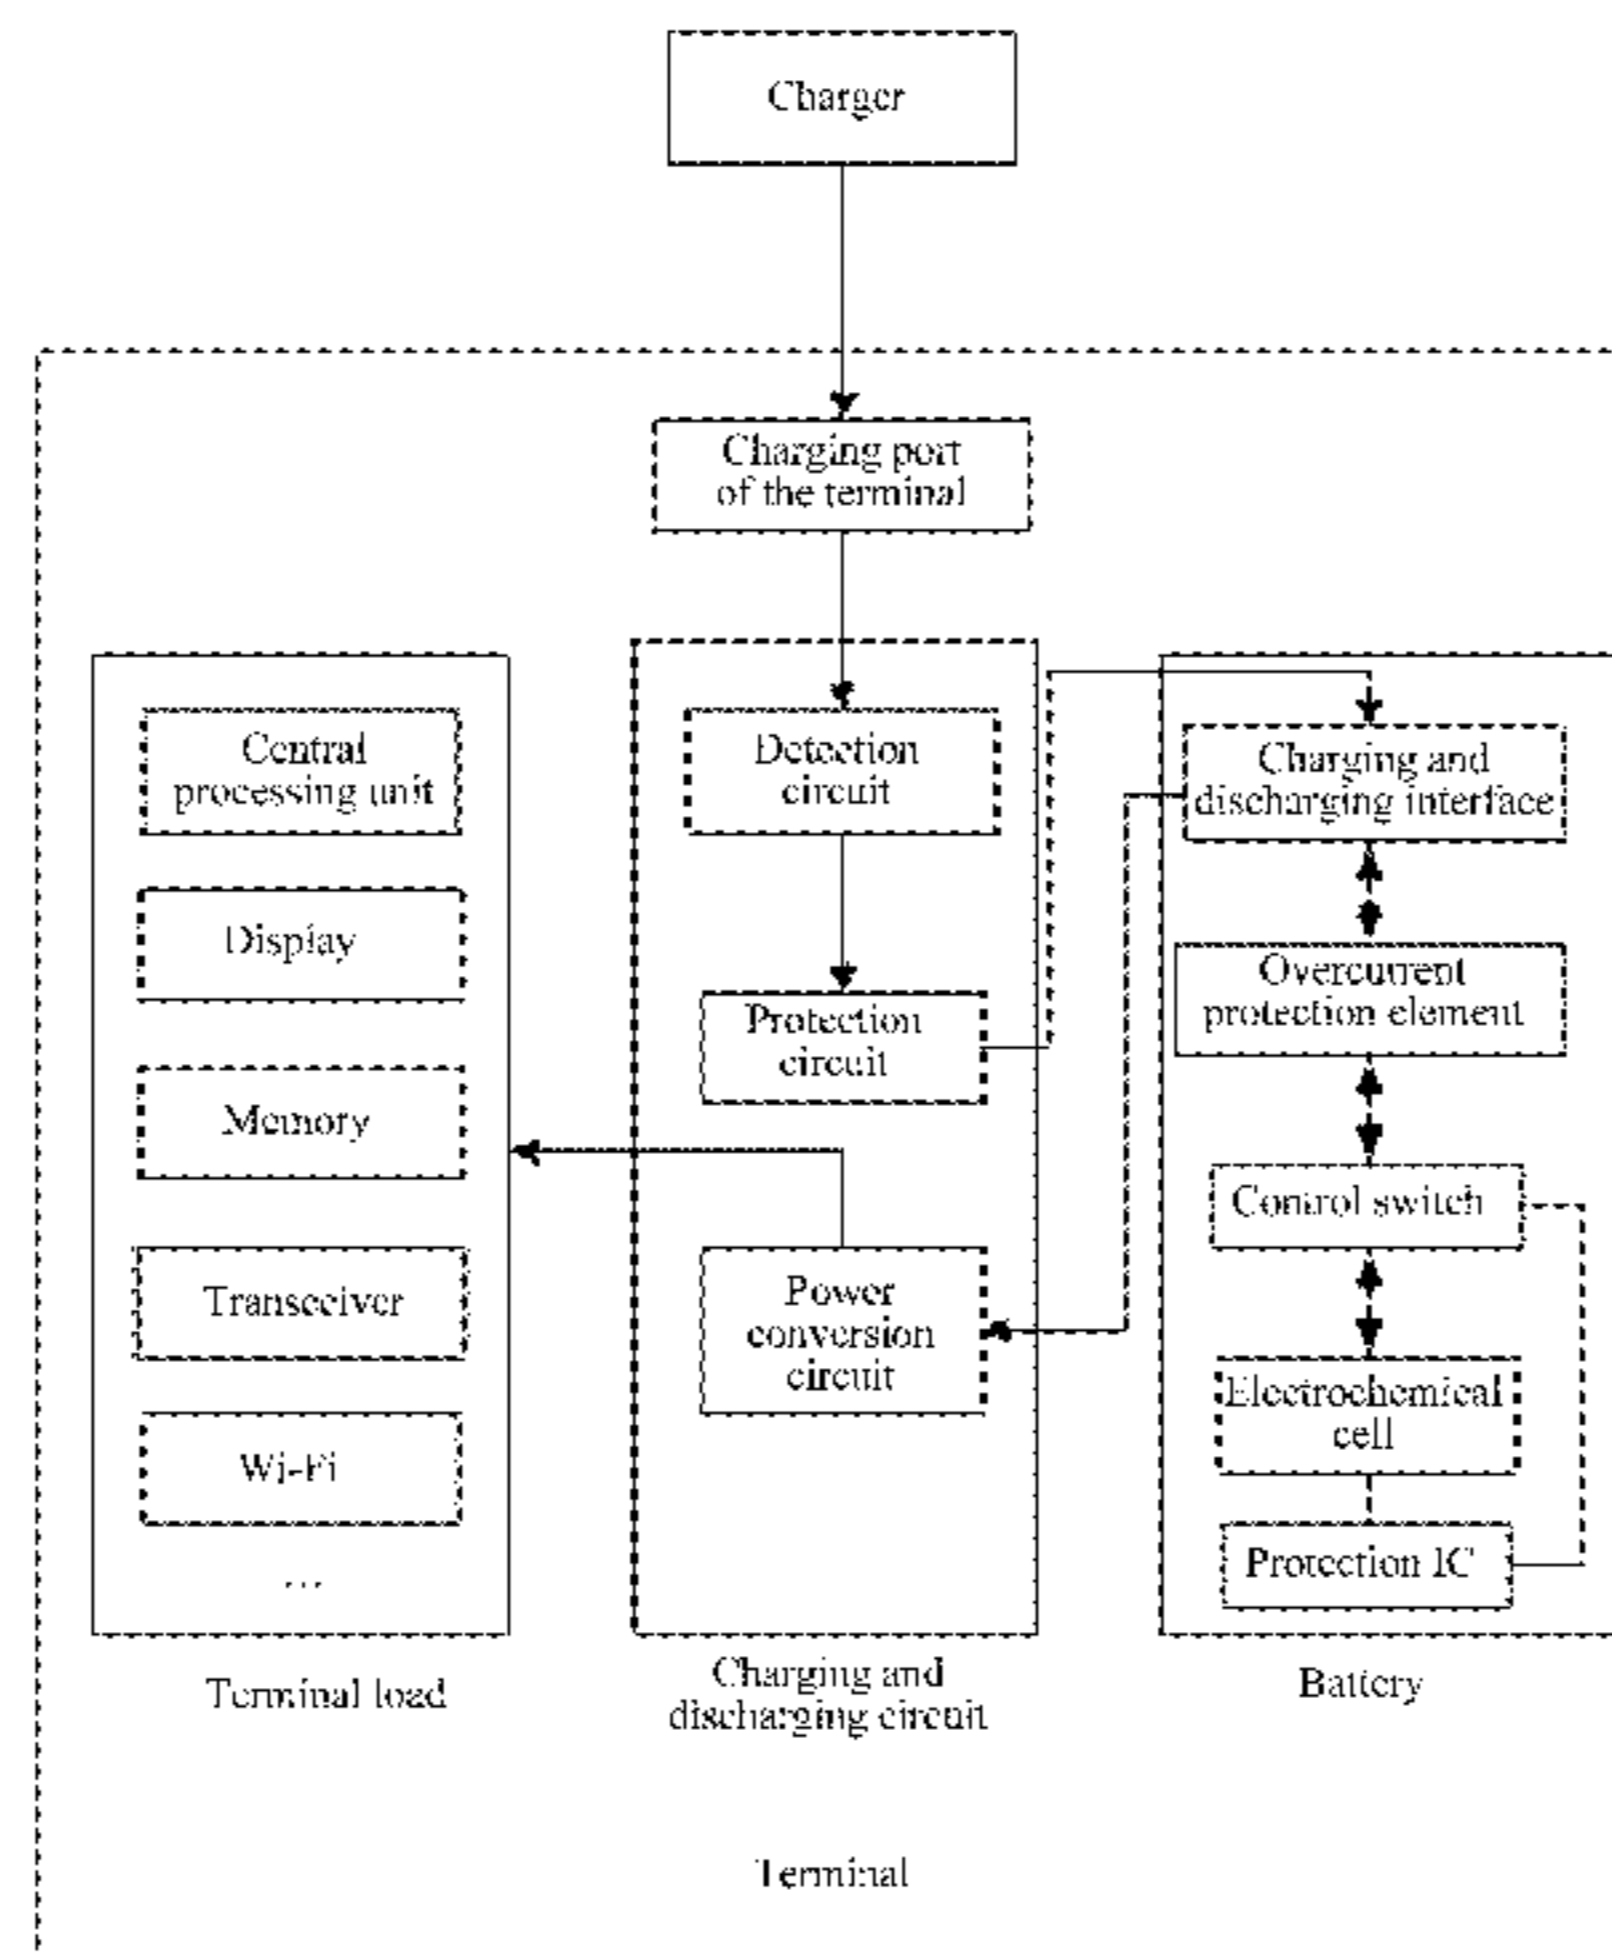 Charger
Charging port
of the terminal
Central
processing unit
Display
Memory
Transceiver
Wi-Fi
...
Terminal load
Detection
circuit
Protection
circuit
Power
conversion
circuit
Charging and
discharging circuit
Charging and
discharging interface
Overcurrent
protection element
Control switch
Electrochemical
cell
Protection IC
Battery
Terminal